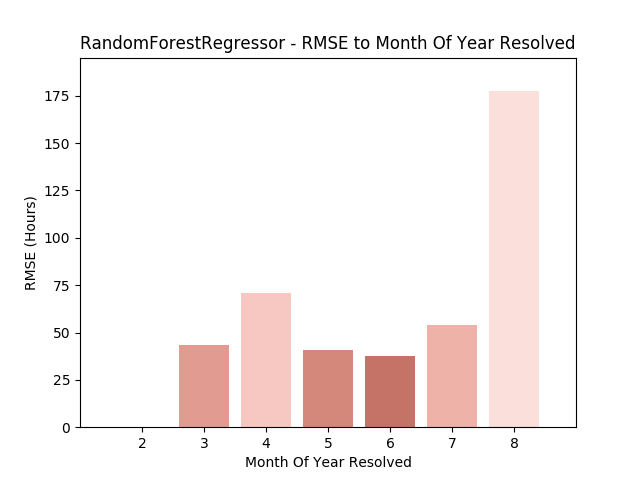 RandomForestRegressor - RMSE to Month Of Year Resolved
175
150
125
100
75
50
25
0
RMSE (Hours)
2 3 4 5 6 7 8
Month Of Year Resolved